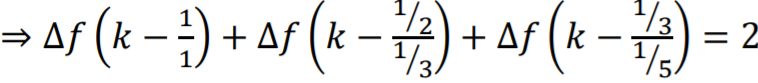 ⇒ Δf(k − 1/1) + Δf(k − (1/2)/(1/3)) + Δf(k − (1/3)/(1/5)) = 2